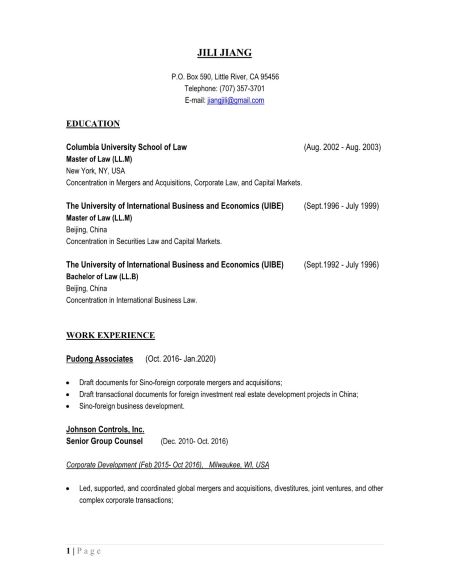 JILI JIANG
P.O. Box 590, Little River, CA 95456
Telephone: (707) 357-3701
E-mail: jiangjili@gmail.com
EDUCATION
Columbia University School of Law (Aug. 2002 - Aug. 2003)
Master of Law (LL.M)
New York, NY, USA
Concentration in Mergers and Acquisitions, Corporate Law, and Capital Markets.
The University of International Business and Economics (UIBE) (Sept.1996 - July 1999)
Master of Law (LL.M)
Beijing, China
Concentration in Securities Law and Capital Markets.
The University of International Business and Economics (UIBE) (Sept.1992 - July 1996)
Bachelor of Law (LL.B)
Beijing, China
Concentration in International Business Law.
WORK EXPERIENCE
Pudong Associates (Oct. 2016- Jan.2020)
• Draft documents for Sino-foreign corporate mergers and acquisitions;
• Draft transactional documents for foreign investment real estate development projects in China;
• Sino-foreign business development.
Johnson Controls, Inc.
Senior Group Counsel (Dec. 2010- Oct. 2016)
Corporate Development (Feb 2015- Oct 2016), Milwaukee, WI, USA
• Led, supported, and coordinated global mergers and acquisitions, divestitures, joint ventures, and other
complex corporate transactions;
1 | P a g e